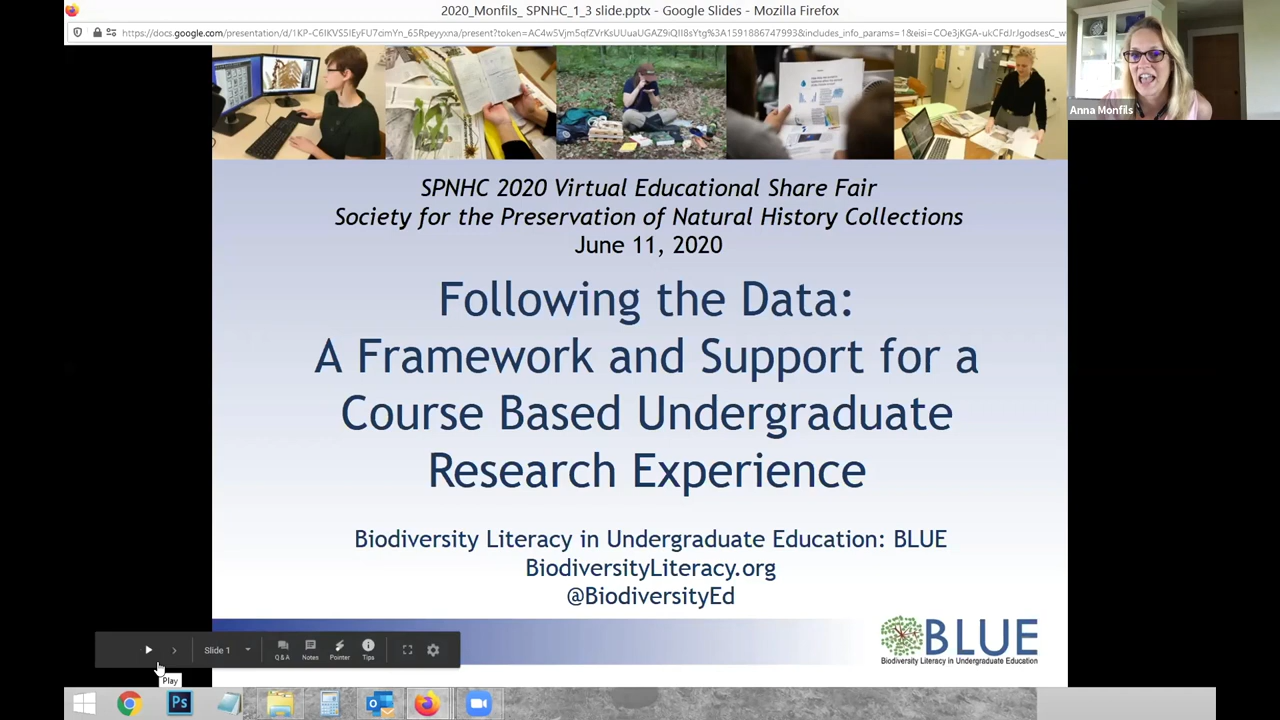 2020_Monfils_ SPNHC_1_3 slide.pptx - Google Slides - Mozilla Firefox
Anna Monfils
SPNHC 2020 Virtual Educational Share Fair
Society for the Preservation of Natural History Collections
June 11, 2020
Following the Data:
A Framework and Support for a
Course Based Undergraduate
Research Experience
Biodiversity Literacy in Undergraduate Education: BLUE
BiodiversityLiteracy.org
@BiodiversityEd
BLUE
Biodiversity Literacy in Undergraduate Education
Slide 1
Q&A
Notes
Pointer
Tips
Play
Ps